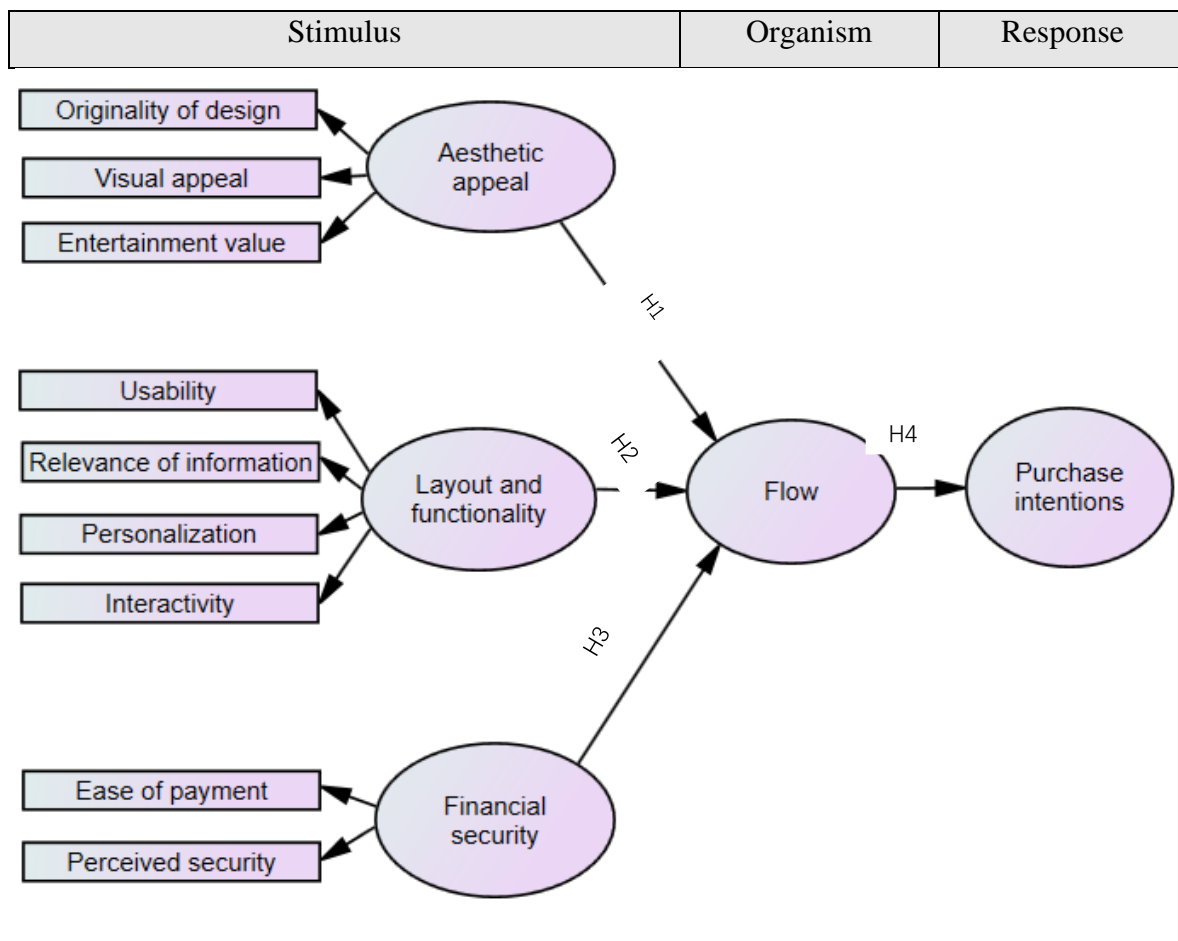 Stimulus
Organism
Response
Originality of design
Visual appeal
Entertainment value
Aesthetic
appeal
H1
Usability
Relevance of information
Personalization
Interactivity
Layout and
functionality
H2
Flow
H4
Purchase
intentions
H3
Ease of payment
Perceived security
Financial
security